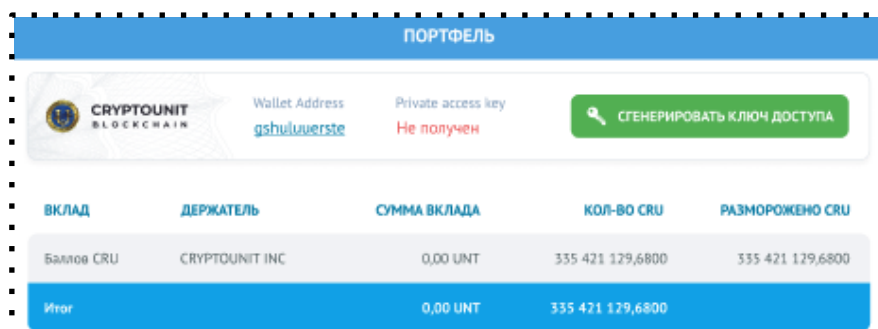 ПОРТФЕЛЬ
CRYPTOUNIT
BLOCKCHAIN
Wallet Address
gshuluuerste
Private access key
Не получен
СГЕНЕРИРОВАТЬ КЛЮЧ ДОСТУПА
ВКЛАД ДЕРЖАТЕЛЬ СУММА ВКЛАДА КОЛ-ВО CRU РАЗМОРОЖЕНО CRU
Баллов CRU CRYPTOUNIT INC 0,00 UNT 335 421 129,6800 335 421 129,6800
Итог 0,00 UNT 335 421 129,6800